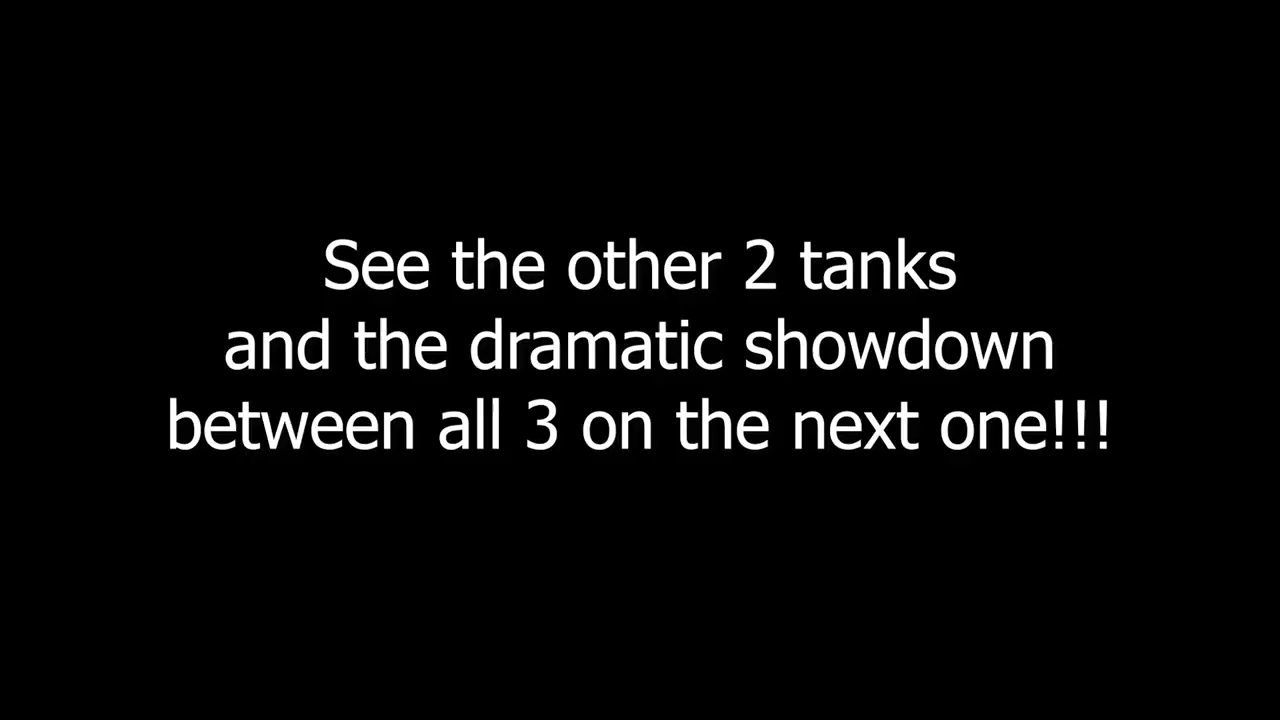 See the other 2 tanks
and the dramatic showdown
between all 3 on the next one!!!